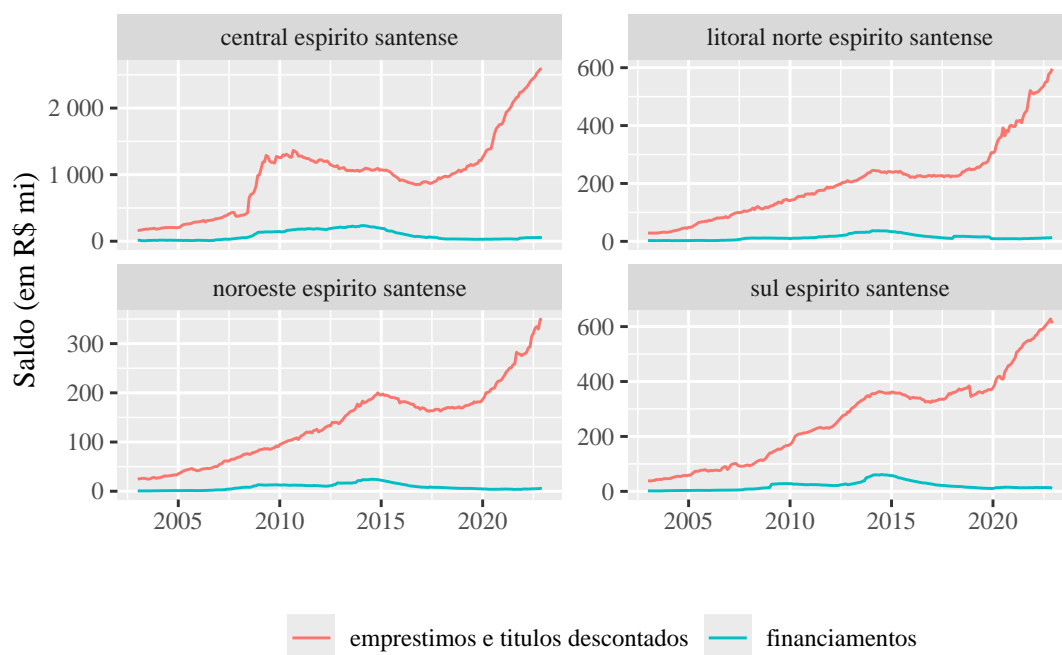 central espirito santense
litoral norte espirito santense
2 000
1 000
0
600
400
200
0
noroeste espirito santense
sul espirito santense
300
200
100
0
600
400
200
0
2005 2010 2015 2020
2005 2010 2015 2020
Saldo (em R$ mi)
emprestimos e titulos descontados
financiamentos